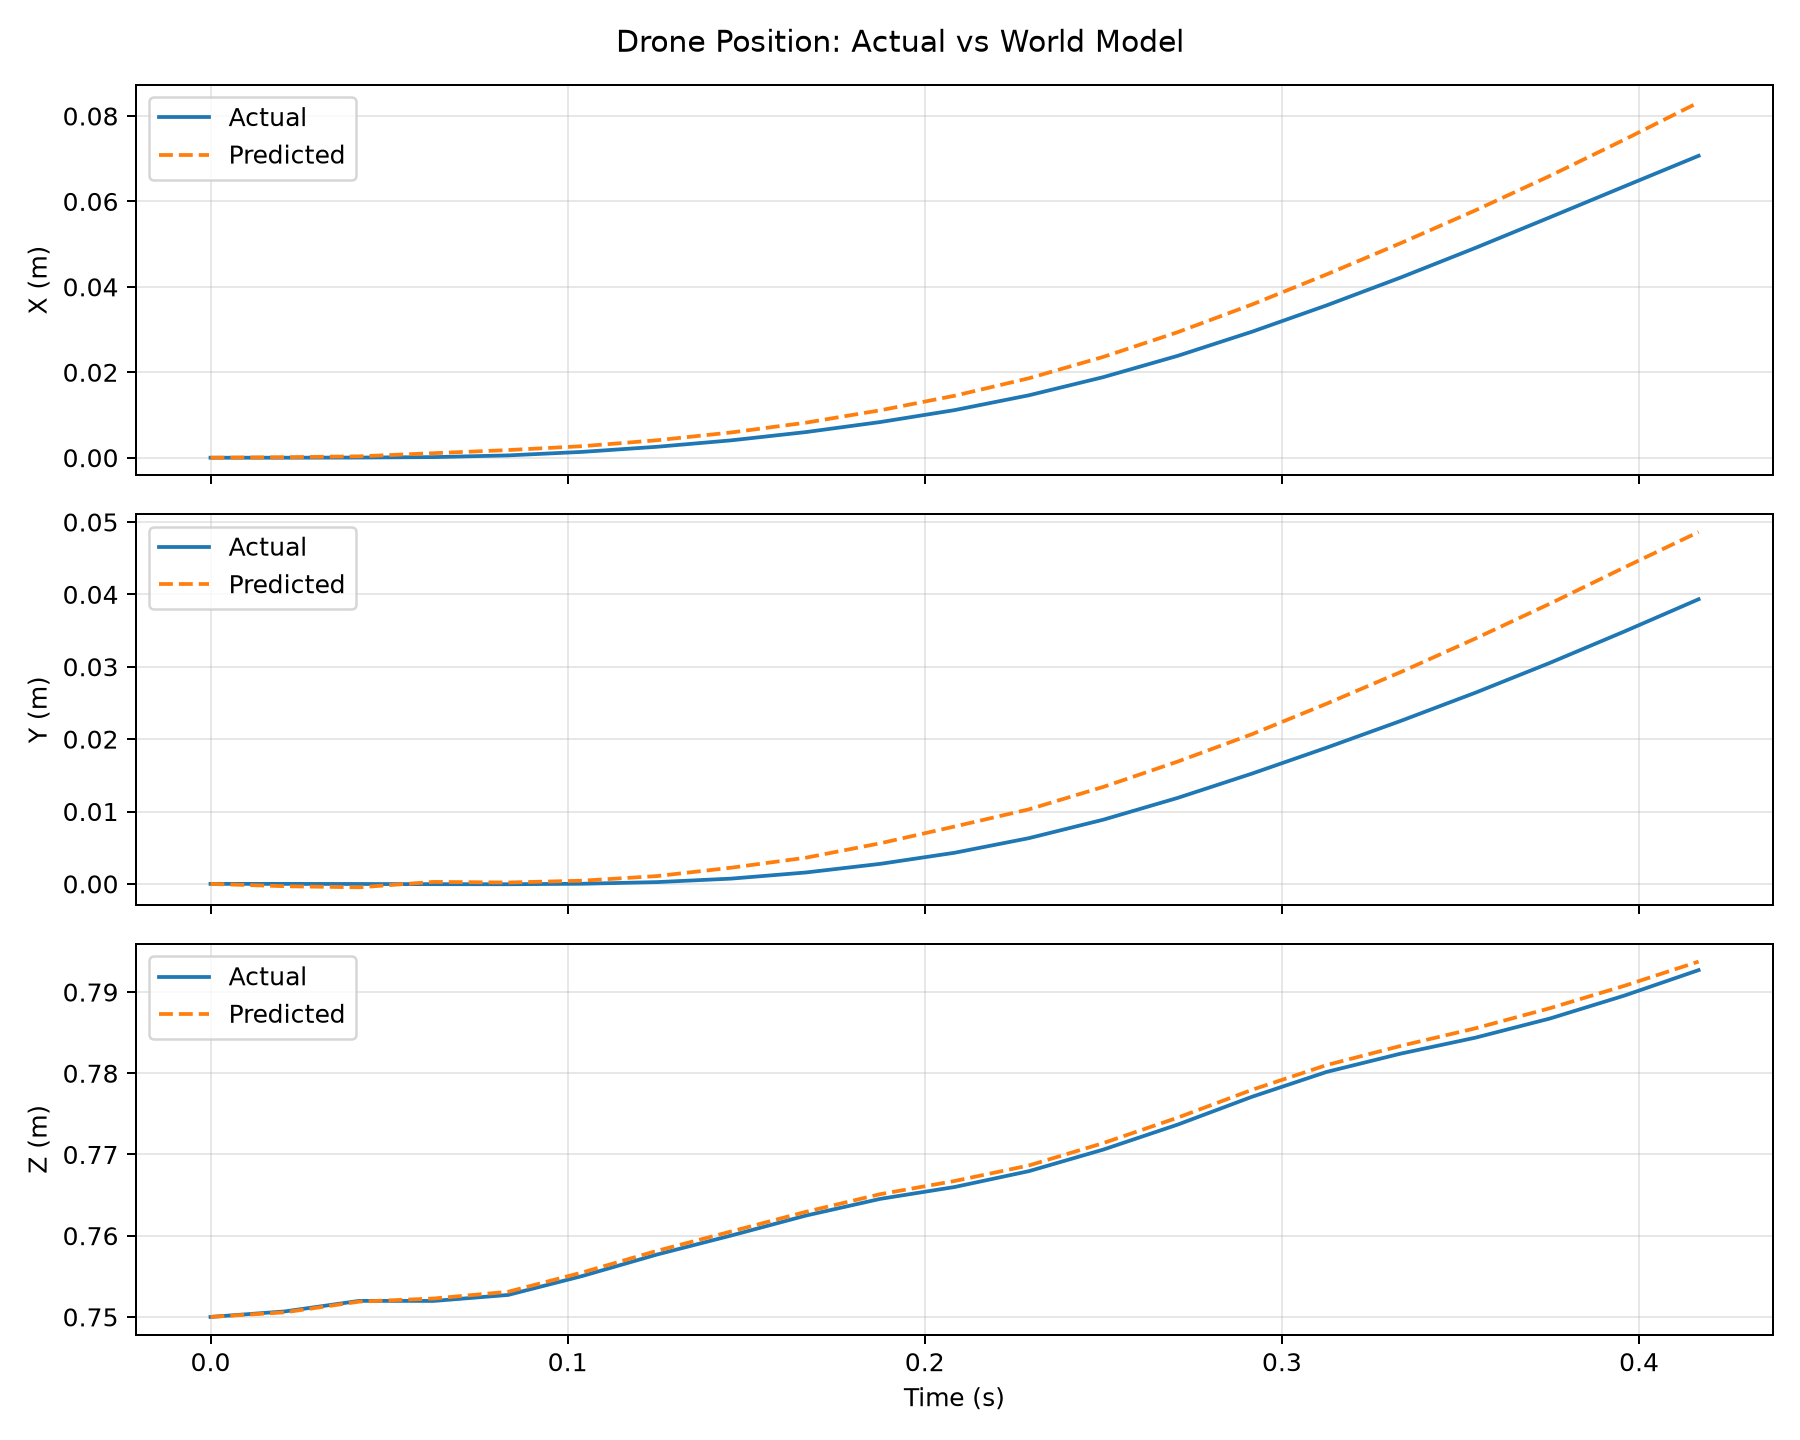 Drone Position: Actual vs World Model
Actual
Predicted
0.08
0.06
0.04
0.02
0.00
X (m)
Actual
Predicted
0.05
0.04
0.03
0.02
0.01
0.00
Y (m)
Actual
Predicted
0.79
0.78
0.77
0.76
0.75
Z (m)
0.0 0.1 0.2 0.3 0.4
Time (s)